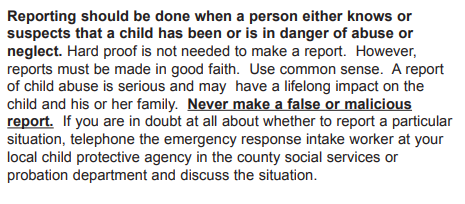 Reporting should be done when a person either knows or
suspects that a child has been or is in danger of abuse or
neglect. Hard proof is not needed to make a report.  However,
reports must be made in good faith.  Use common sense.  A report
of child abuse is serious and may  have a lifelong impact on the
child and his or her family.  Never make a false or malicious
report.  If you are in doubt at all about whether to report a particular
situation, telephone the emergency response intake worker at your
local child protective agency in the county social services or
probation department and discuss the situation.